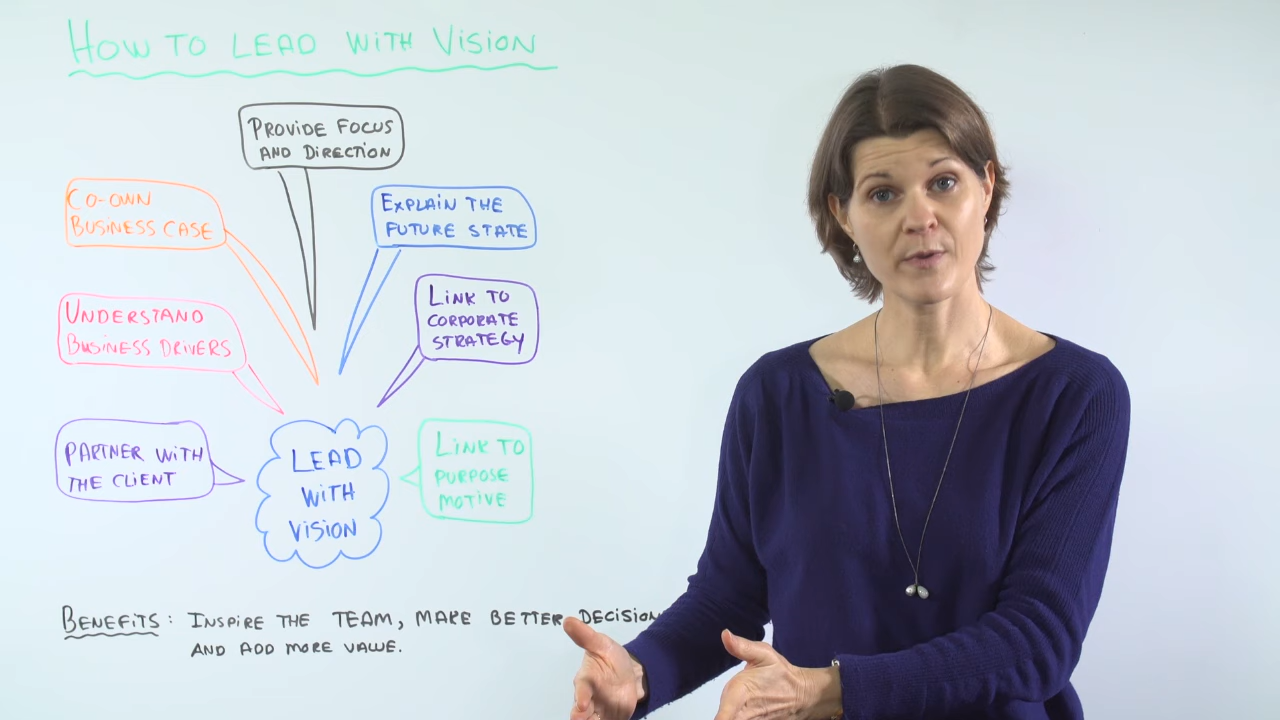 HOW TO LEAD WITH VISION
PROVIDE FOCUS
AND DIRECTION
CO-OWN
BUSINESS CASE
EXPLAIN THE
FUTURE STATE
UNDERSTAND
BUSINESS DRIVERS
LINK TO
CORPORATE
STRATEGY
PARTNER WITH
THE CLIENT
LEAD
WITH
VISION
LINK TO
PURPOSE
MOTIVE
BENEFITS: INSPIRE THE TEAM, MAKE BETTER DECISION
AND ADD MORE VALUE.